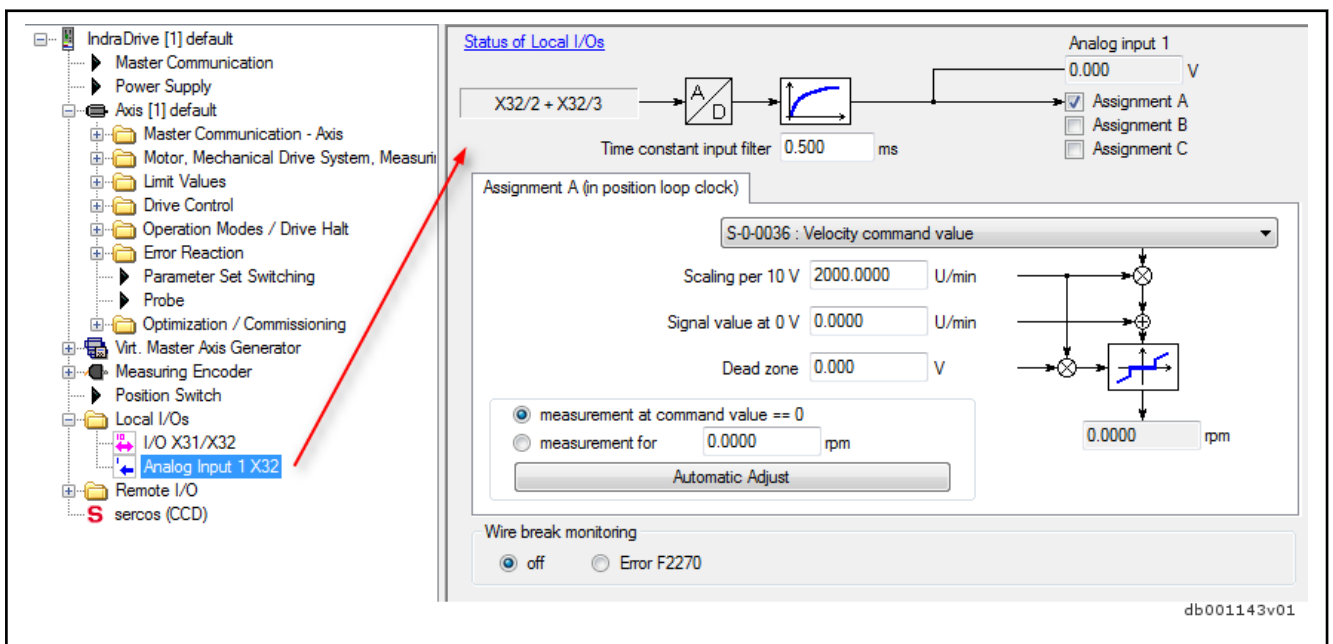 IndraDrive [1] default
Master Communication
Power Supply
Axis [1] default
Master Communication - Axis
Motor, Mechanical Drive System, Measuri
Limit Values
Drive Control
Operation Modes / Drive Halt
Error Reaction
Parameter Set Switching
Probe
Optimization / Commissioning
Virt. Master Axis Generator
Measuring Encoder
Position Switch
Local I/Os
I/O X31/X32
Analog Input 1 X32
Remote I/O
S sercos (CCD)
Status of Local I/Os
Analog input 1
0.000 V
X32/2 + X32/3
A/D
Assignment A
Assignment B
Assignment C
Time constant input filter 0.500 ms
Assignment A (in position loop clock)
S-0-0036 : Velocity command value
Scaling per 10 V 2000.0000 U/min
Signal value at 0 V 0.0000 U/min
Dead zone 0.000 V
measurement at command value == 0
measurement for 0.0000 rpm
0.0000 rpm
Automatic Adjust
Wire break monitoring
off Error F2270
db001143v01